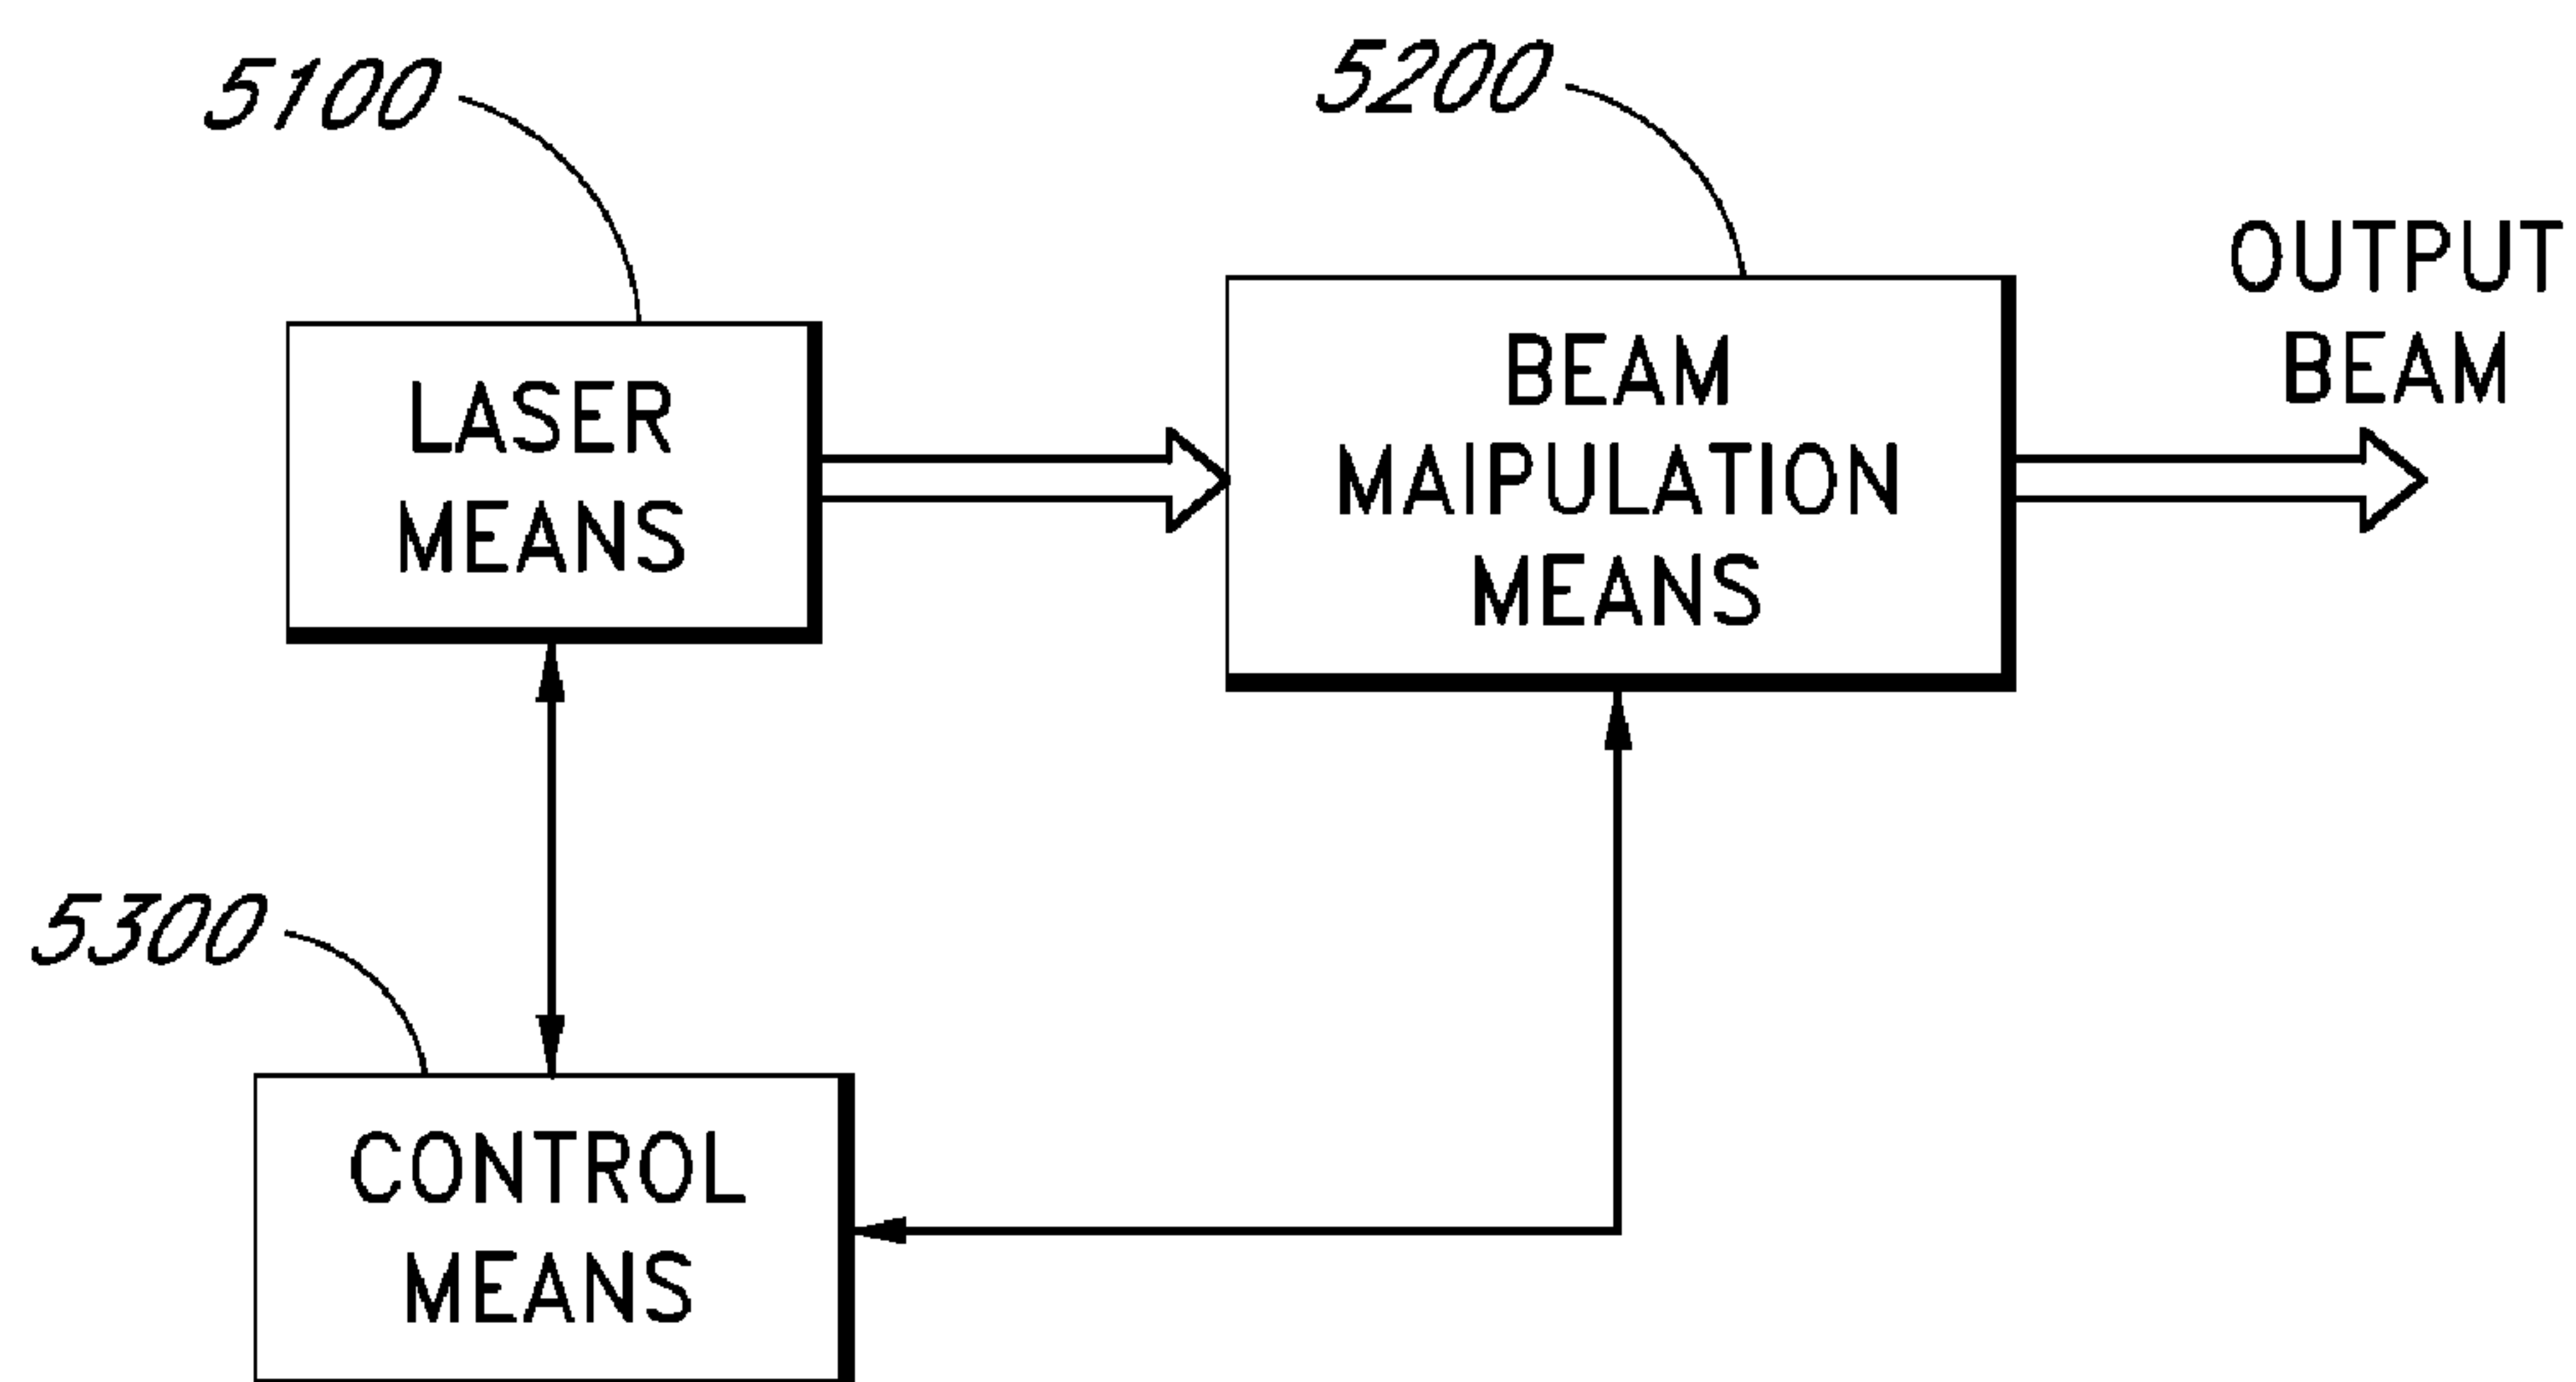 5100
5200
OUTPUT
BEAM
LASER
MEANS
BEAM
MAIPULATION
MEANS
5300
CONTROL
MEANS